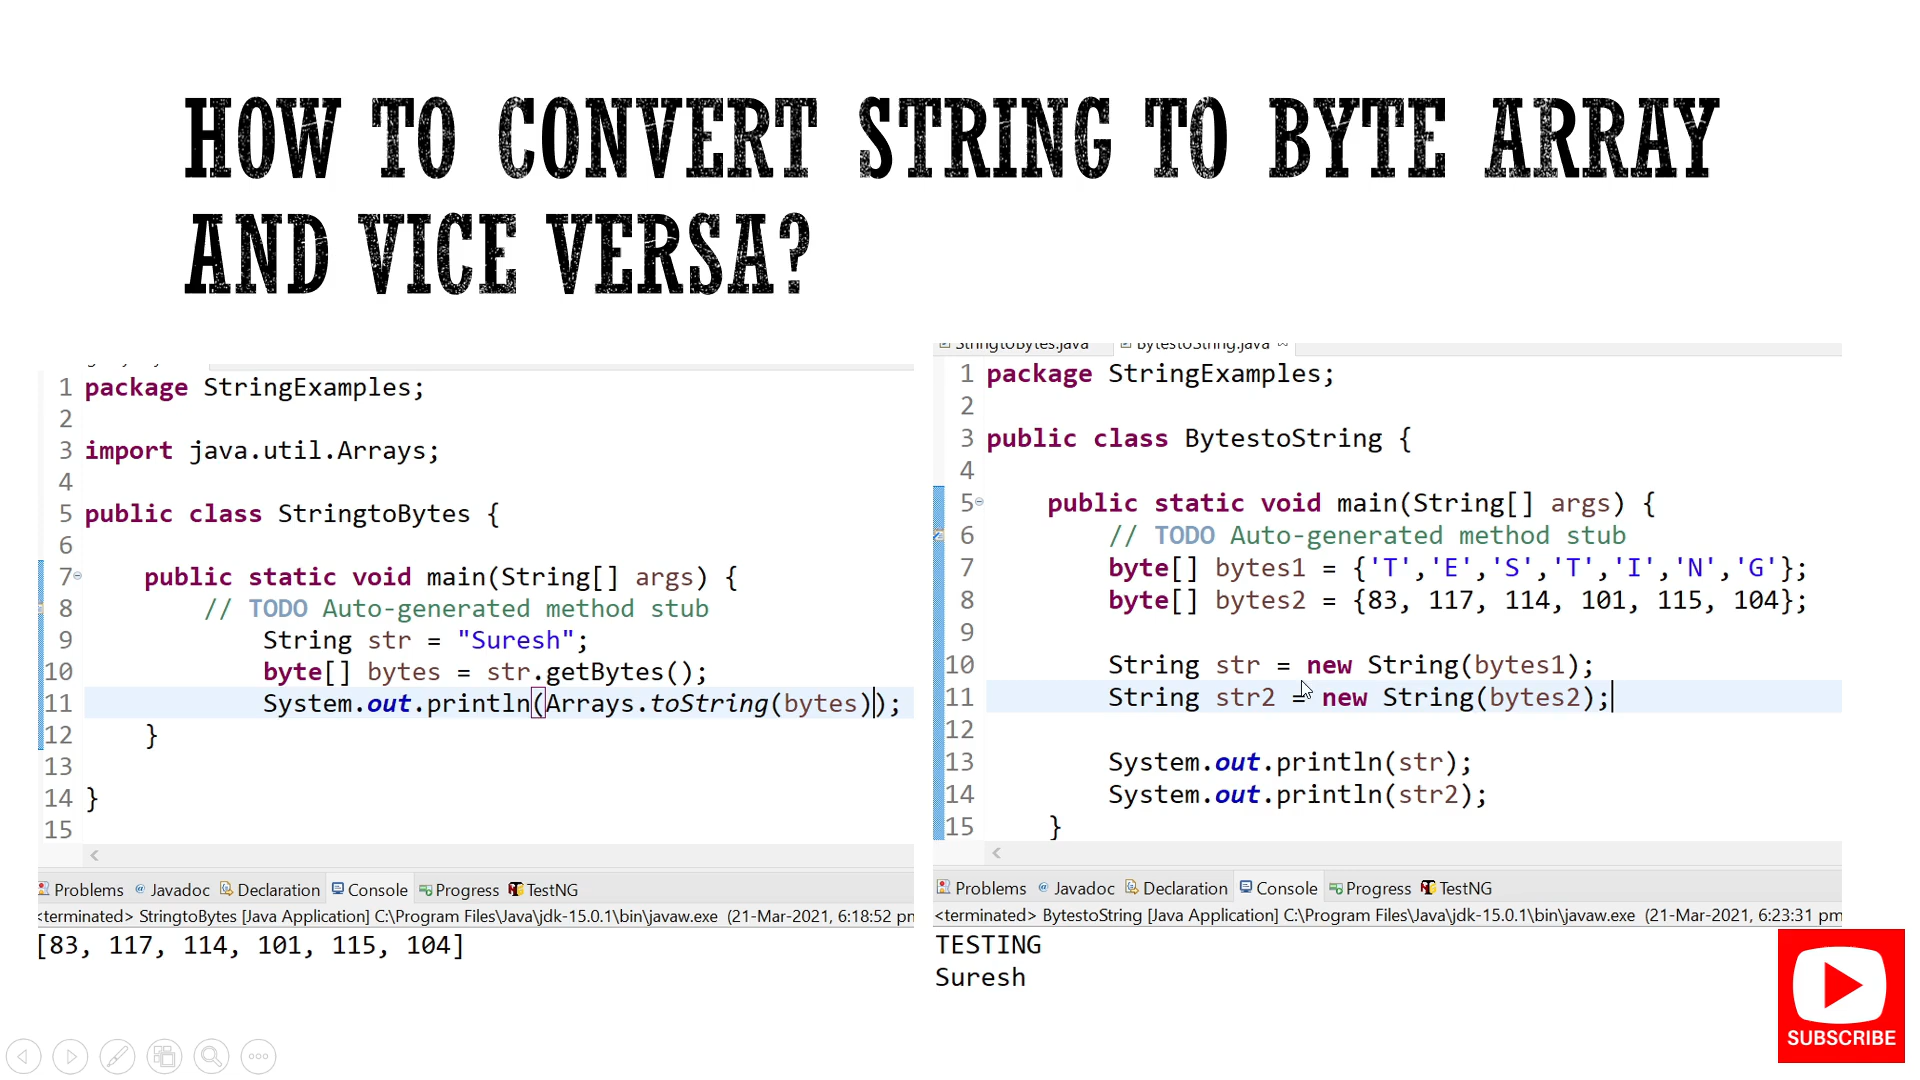 HOW TO CONVERT STRING TO BYTE ARRAY
AND VICE VERSA?
1 package StringExamples;
2
3 import java.util.Arrays;
4
5 public class StringtoBytes {
6
7 public static void main(String[] args) {
8 // TODO Auto-generated method stub
9 String str = "Suresh";
10 byte[] bytes = str.getBytes();
11 System.out.println(Arrays.toString(bytes));
12 }
13
14 }
15
Problems @ Javadoc Declaration Console Progress TestNG
<terminated> StringtoBytes [Java Application] C:\Program Files\Java\jdk-15.0.1\bin\javaw.exe (21-Mar-2021, 6:18:52 pm
[83, 117, 114, 101, 115, 104]
StringtoBytes.java BytestoString.java
1 package StringExamples;
2
3 public class BytestoString {
4
5 public static void main(String[] args) {
6 // TODO Auto-generated method stub
7 byte[] bytes1 = {'T','E','S','T','I','N','G'};
8 byte[] bytes2 = {83, 117, 114, 101, 115, 104};
9
10 String str = new String(bytes1);
11 String str2 = new String(bytes2);
12
13 System.out.println(str);
14 System.out.println(str2);
15 }
Problems @ Javadoc Declaration Console Progress TestNG
<terminated> BytestoString [Java Application] C:\Program Files\Java\jdk-15.0.1\bin\javaw.exe (21-Mar-2021, 6:23:31 pm
TESTING
Suresh
SUBSCRIBE